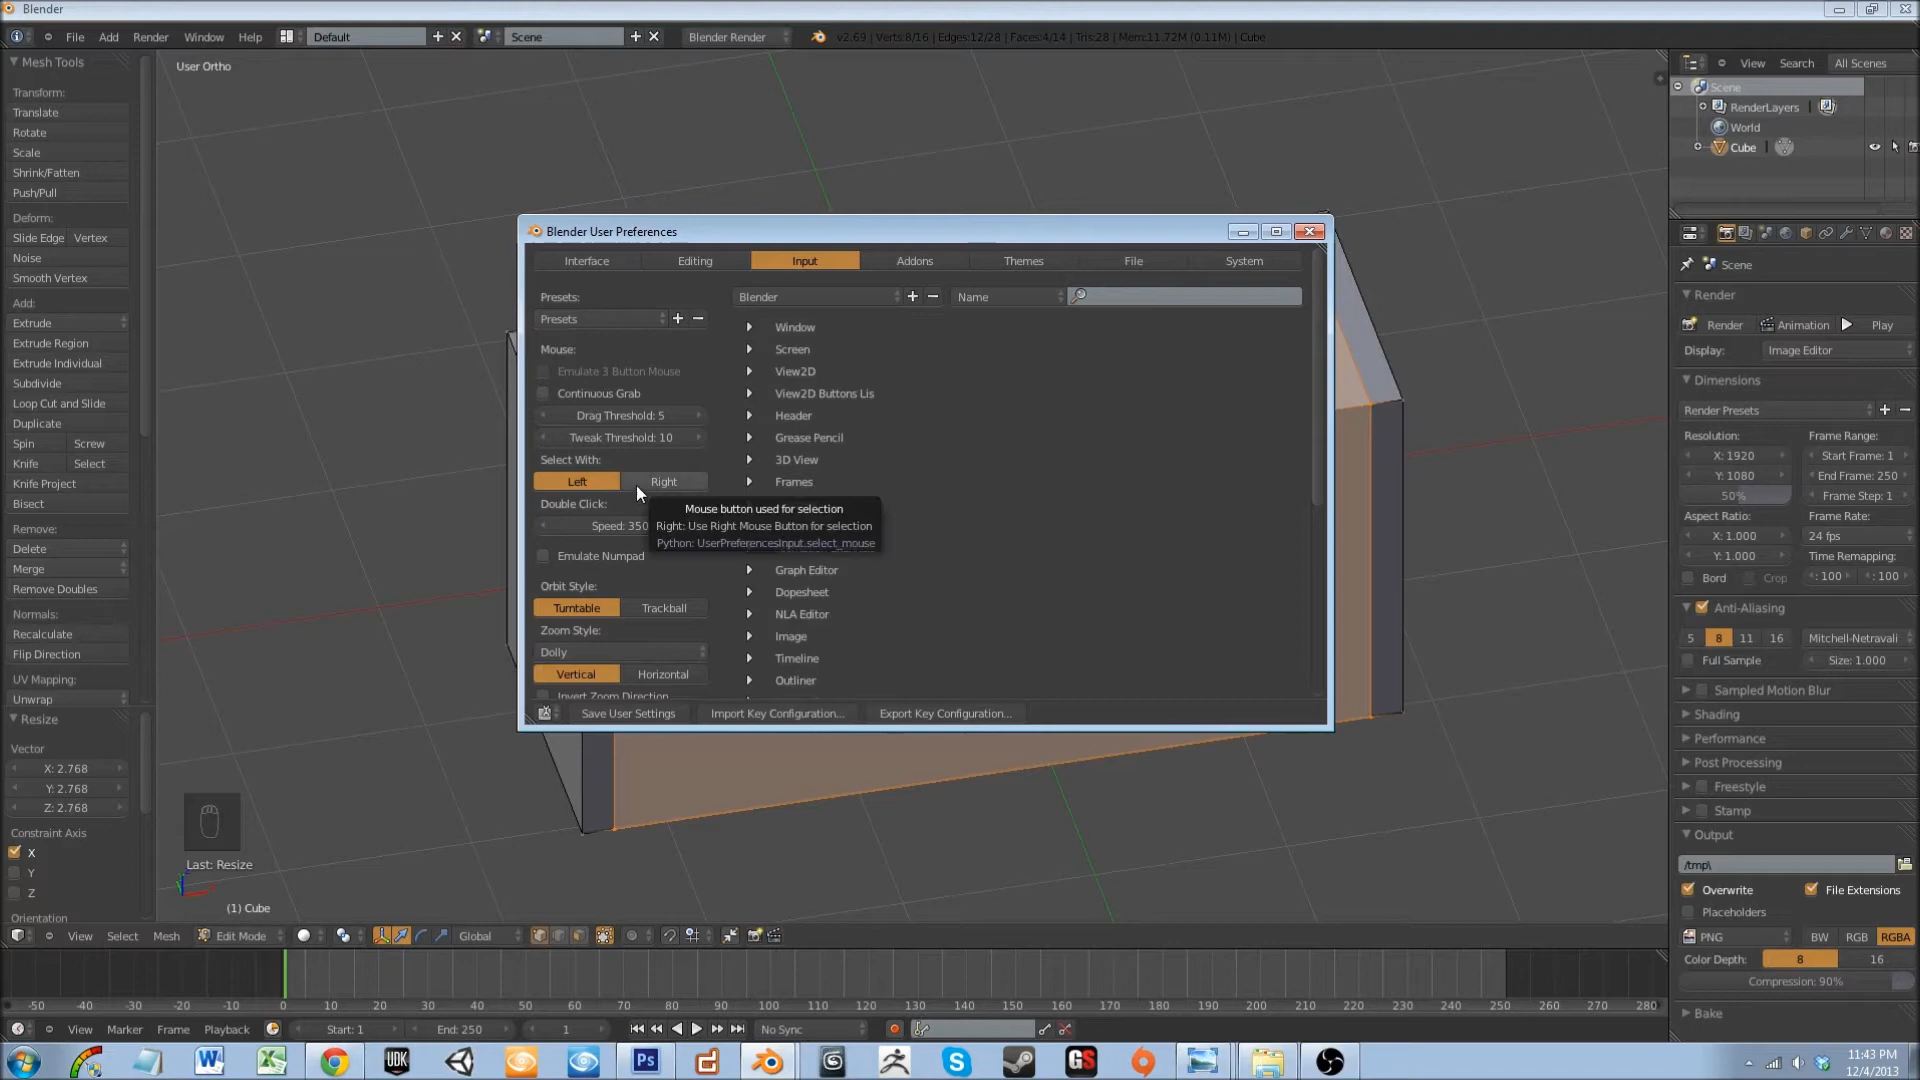 Blender
File Add Render Window Help Default Scene Blender Render v2.69 | Verts:8/16 | Edges:12/28 | Faces:4/14 | Tris:28 | Mem:11.72M (0.11M) | Cube
Mesh Tools
Transform:
Translate
Rotate
Scale
Shrink/Fatten
Push/Pull
Deform:
Slide Edge Vertex
Noise
Smooth Vertex
Add:
Extrude
Extrude Region
Extrude Individual
Subdivide
Loop Cut and Slide
Duplicate
Spin Screw
Knife Select
Knife Project
Bisect
Remove:
Delete
Merge
Remove Doubles
Normals:
Recalculate
Flip Direction
UV Mapping:
Unwrap
Resize
Vector
X: 2.768
Y: 2.768
Z: 2.768
Constraint Axis
X
Y
Z
Orientation
User Ortho
Last: Resize
(1) Cube
Blender User Preferences
Interface Editing Input Addons Themes File System
Presets:
Presets
Mouse:
Emulate 3 Button Mouse
Continuous Grab
Drag Threshold: 5
Tweak Threshold: 10
Select With:
Left Right
Double Click:
Speed: 350
Emulate Numpad
Orbit Style:
Turntable Trackball
Zoom Style:
Dolly
Vertical Horizontal
Invert Zoom Direction
Blender Name
Window
Screen
View2D
View2D Buttons Lis
Header
Grease Pencil
3D View
Frames
Mouse button used for selection
Right: Use Right Mouse Button for selection
Python: UserPreferencesInput.select_mouse
Graph Editor
Dopesheet
NLA Editor
Image
Timeline
Outliner
Save User Settings Import Key Configuration... Export Key Configuration...
View Search All Scenes
Scene
RenderLayers
World
Cube
Scene
Render
Render Animation Play
Display: Image Editor
Dimensions
Render Presets
Resolution: Frame Range:
X: 1920 Start Frame: 1
Y: 1080 End Frame: 250
50% Frame Step: 1
Aspect Ratio: Frame Rate:
X: 1.000 24 fps
Y: 1.000 Time Remapping:
Bord Crop : 100 : 100
Anti-Aliasing
5 8 11 16 Mitchell-Netravali
Full Sample Size: 1.000
Sampled Motion Blur
Shading
Performance
Post Processing
Freestyle
Stamp
Output
/tmp\
Overwrite File Extensions
Placeholders
PNG BW RGB RGBA
Color Depth: 8 16
Compression: 90%
Bake
View Select Mesh Edit Mode Global
-50 -40 -30 -20 -10 0 10 20 30 40 50 60 70 80 90 100 110 120 130 140 150 160 170 180 190 200 210 220 230 240 250 260 270 280
View Marker Frame Playback Start: 1 End: 250 1 No Sync
W X UDK Ps GS
11:43 PM
12/4/2013